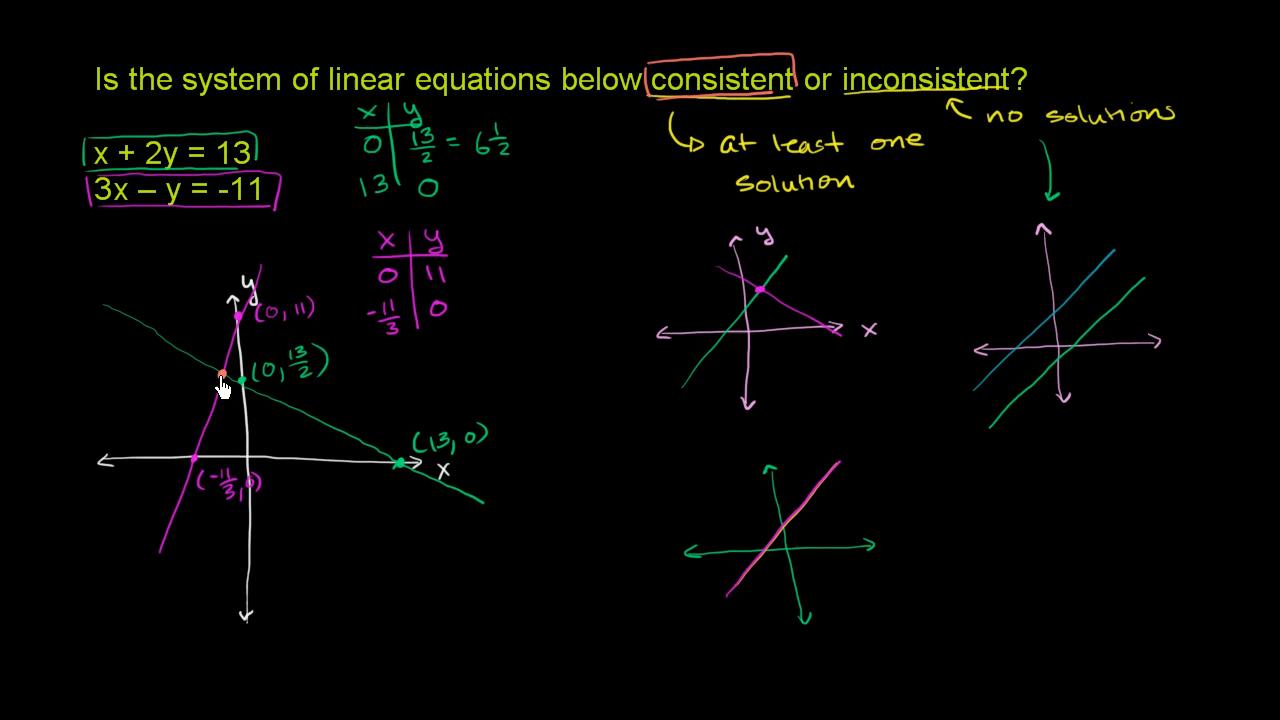 Is the system of linear equations below consistent or inconsistent?
x + 2y = 13
3x – y = -11
x y
0 13/2 = 6 1/2
13 0
x y
0 11
-11/3 0
at least one
solution
no solutions
y
(0, 11)
(0, 13/2)
(13, 0)
x
(-11/3, 0)
y
x